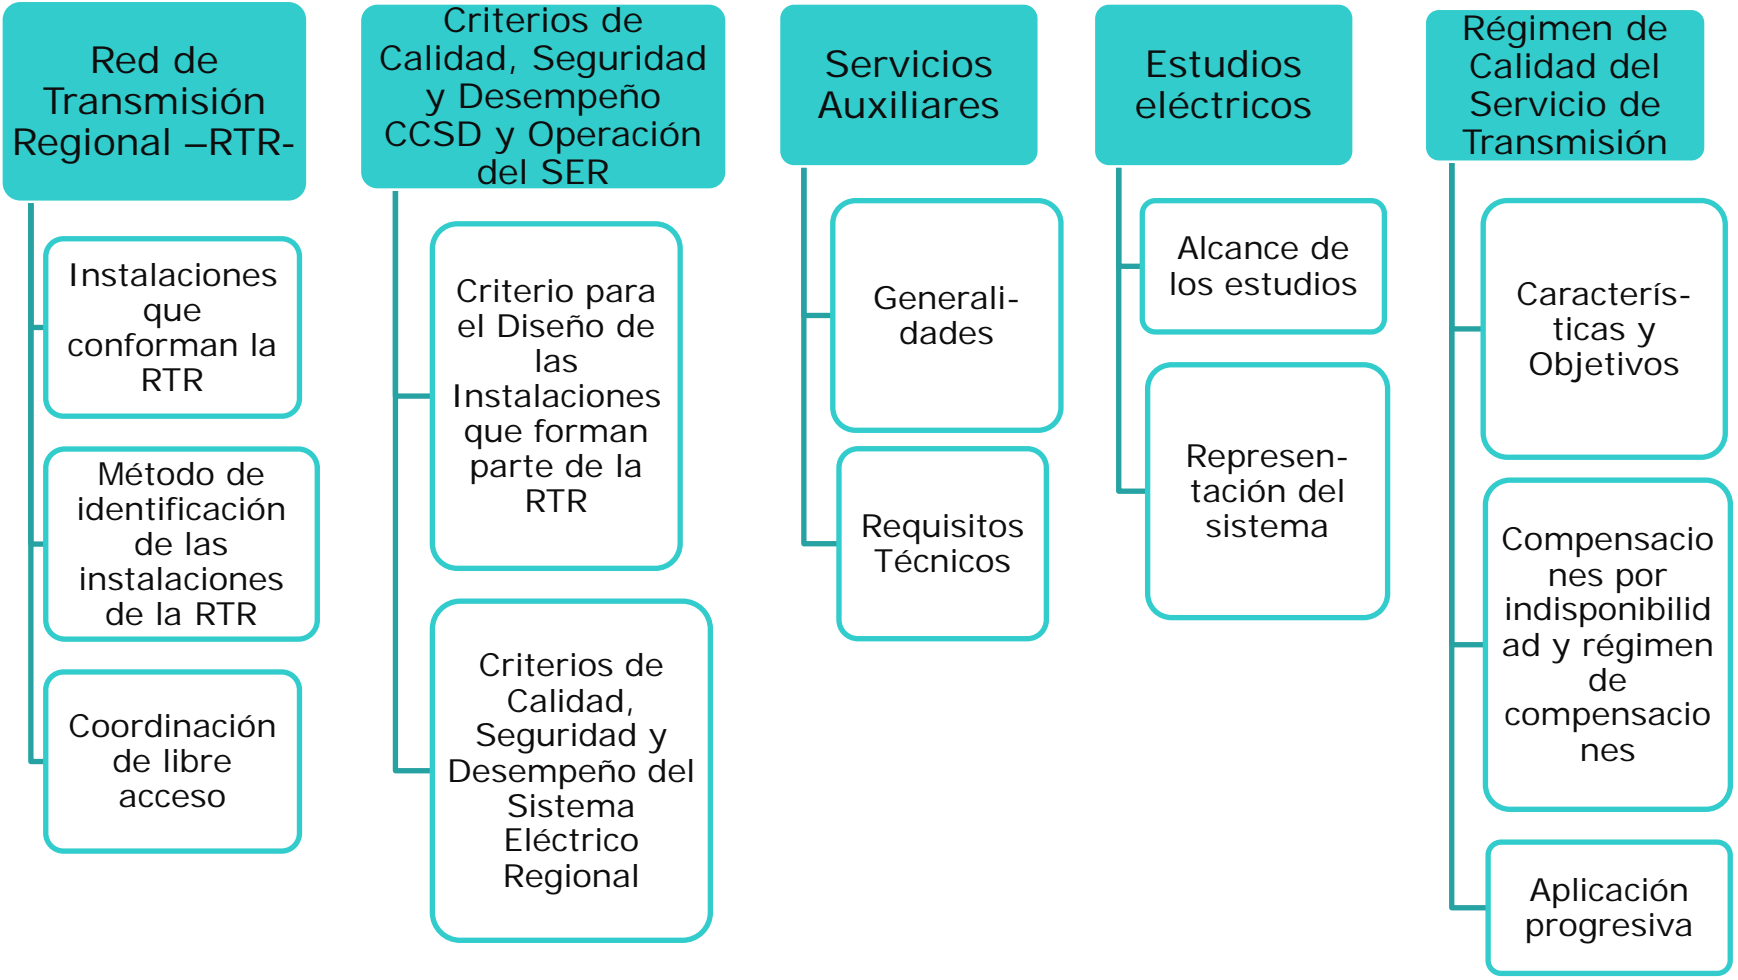 Red de
Transmisión
Regional –RTR-
Instalaciones
que
conforman la
RTR
Método de
identificación
de las
instalaciones
de la RTR
Coordinación
de libre
acceso
Criterios de
Calidad, Seguridad
y Desempeño
CCSD y Operación
del SER
Criterio para
el Diseño de
las
Instalaciones
que forman
parte de la
RTR
Criterios de
Calidad,
Seguridad y
Desempeño del
Sistema
Eléctrico
Regional
Servicios
Auxiliares
Generali-
dades
Requisitos
Técnicos
Estudios
eléctricos
Alcance de
los estudios
Represen-
tación del
sistema
Régimen de
Calidad del
Servicio de
Transmisión
Caracterís-
ticas y
Objetivos
Compensacio
nes por
indisponibilid
ad y régimen
de
compensacio
nes
Aplicación
progresiva